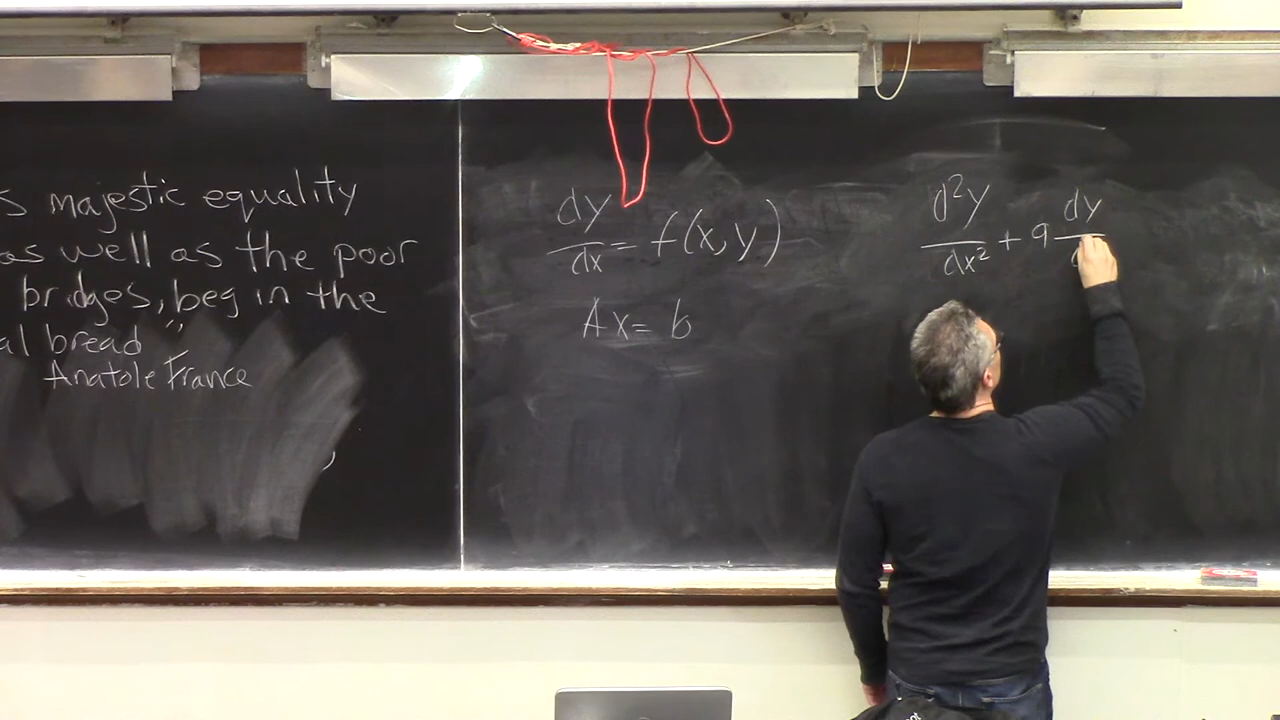 s majestic equality
as well as the poor
bridges, beg in the
al bread"
Anatole France
dy/dx = f(x, y)
Ax = b
d²y/dx² + a dy/d